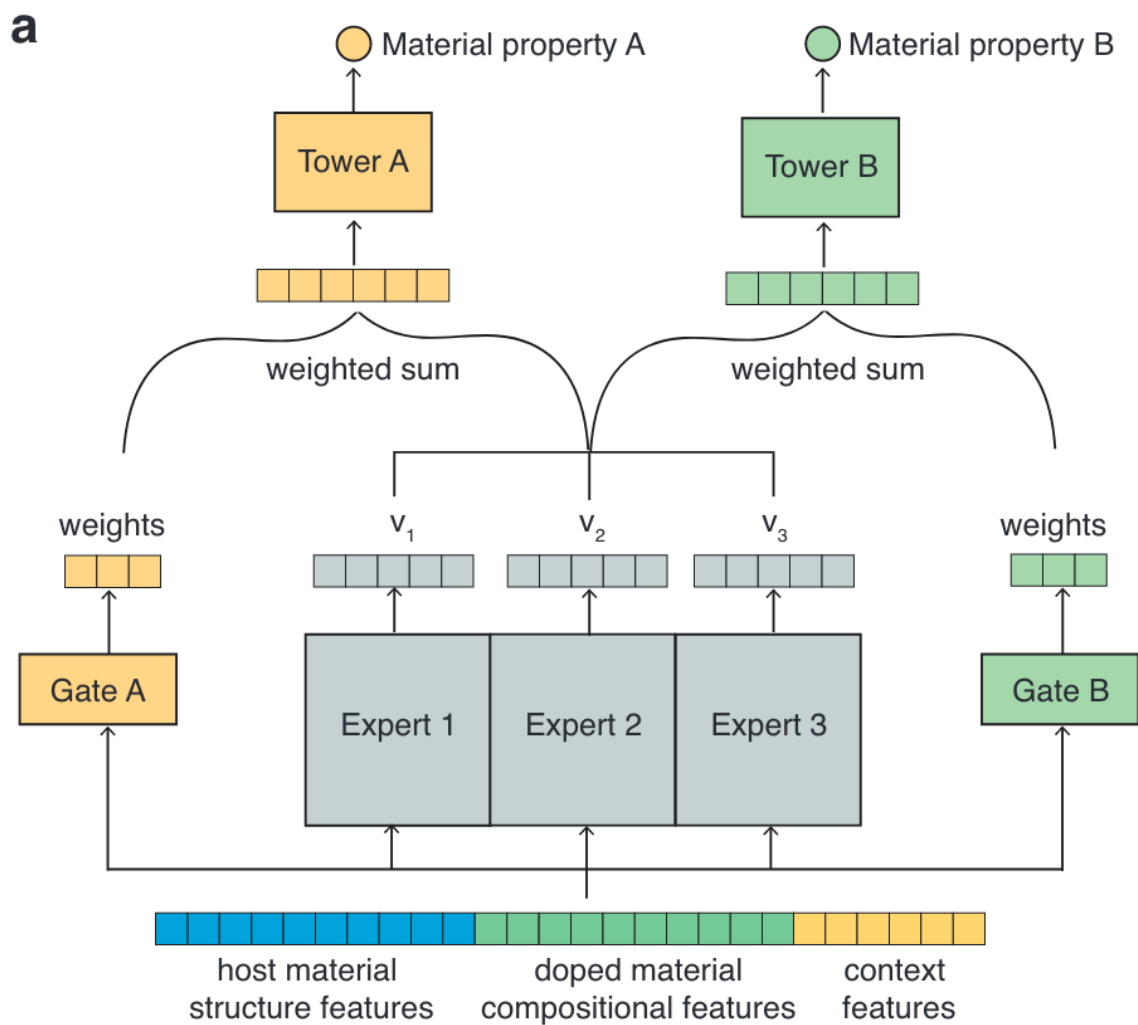 a
Material property A
Material property B
Tower A
Tower B
weighted sum
weighted sum
weights
v₁
v₂
v₃
weights
Gate A
Expert 1
Expert 2
Expert 3
Gate B
host material
structure features
doped material
compositional features
context
features